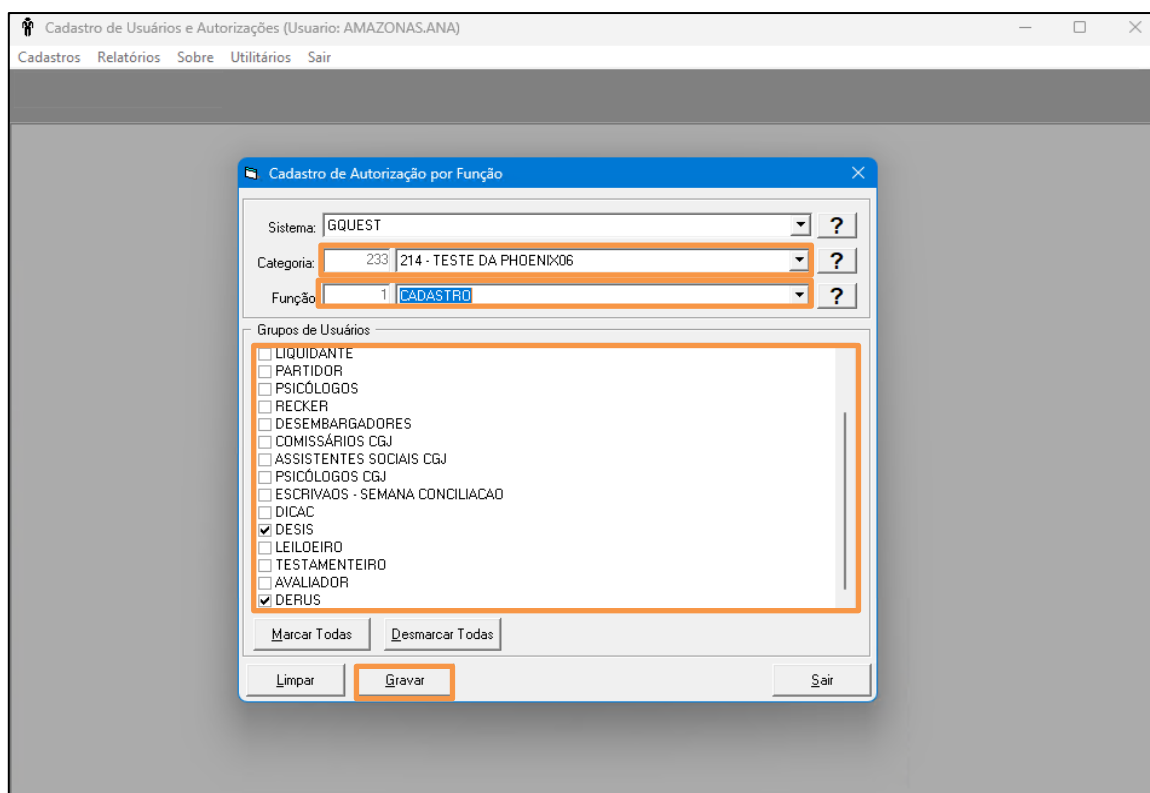 Cadastro de Usuários e Autorizações (Usuario: AMAZONAS.ANA)
Cadastros Relatórios Sobre Utilitários Sair
Cadastro de Autorização por Função
Sistema: GQUEST ?
Categoria: 233 214 - TESTE DA PHOENIX06 ?
Função 1 CADASTRO ?
Grupos de Usuários
LIQUIDANTE
PARTIDOR
PSICÓLOGOS
RECKER
DESEMBARGADORES
COMISSÁRIOS CGJ
ASSISTENTES SOCIAIS CGJ
PSICÓLOGOS CGJ
ESCRIVAOS - SEMANA CONCILIACAO
DICAC
DESIS
LEILOEIRO
TESTAMENTEIRO
AVALIADOR
DERUS
Marcar Todas Desmarcar Todas
Limpar Gravar Sair